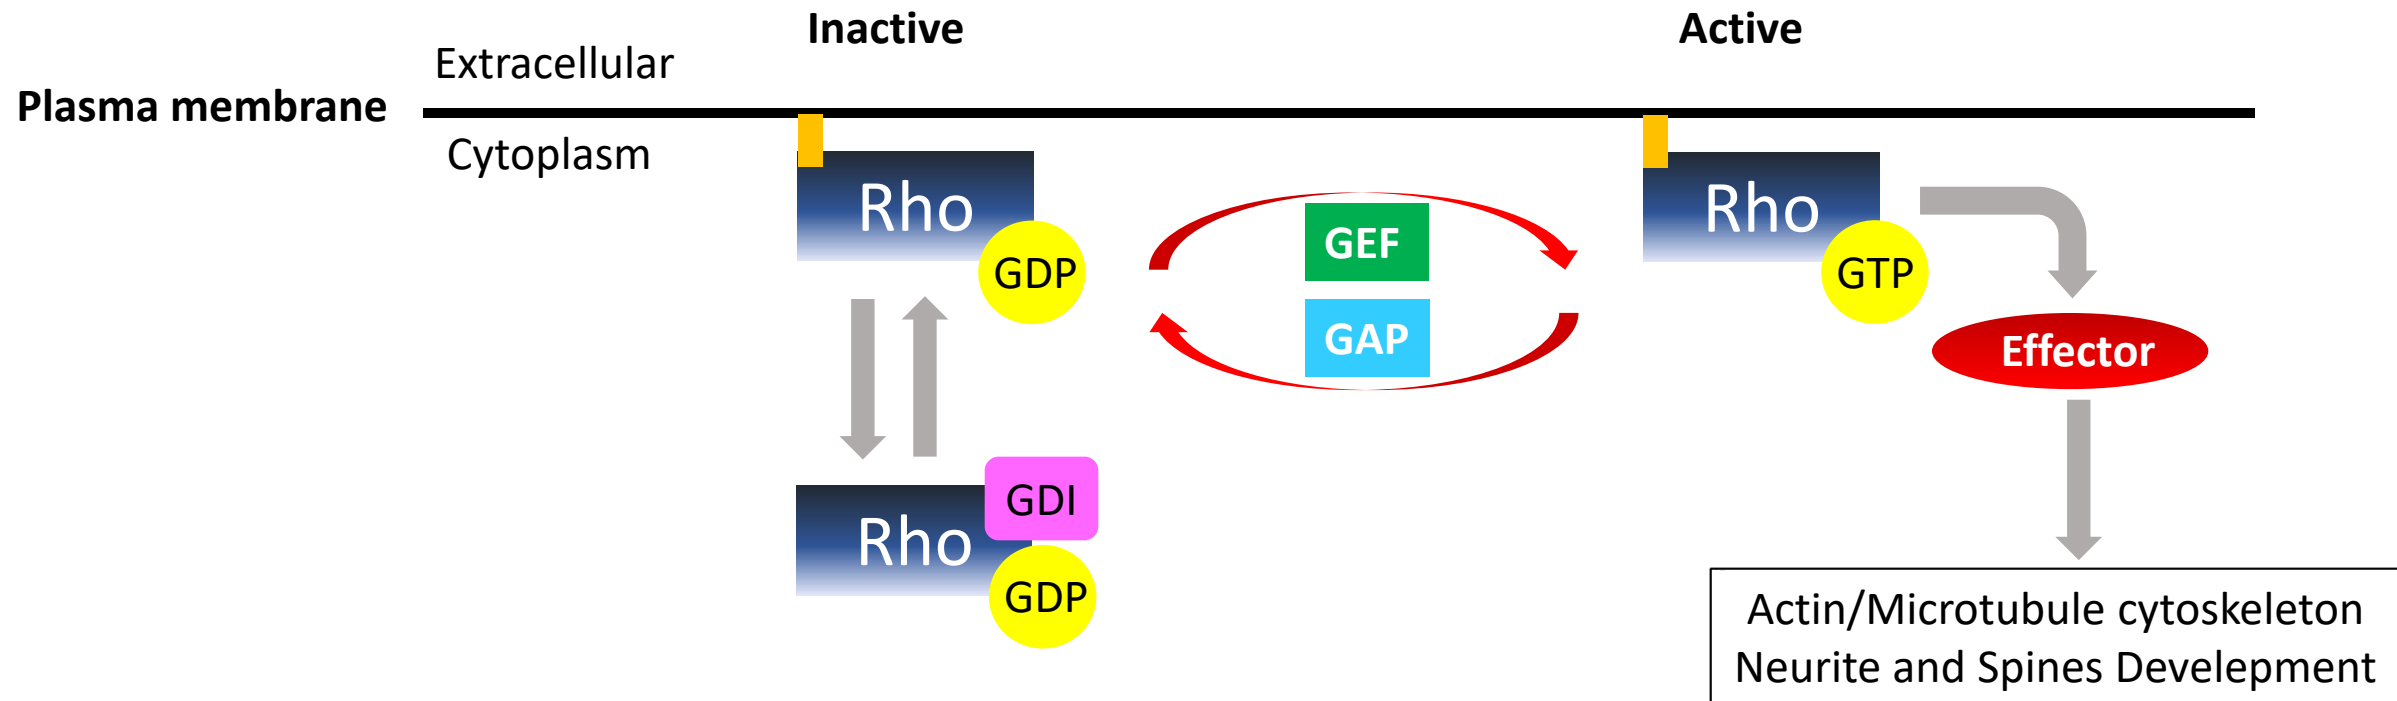 Inactive
Active
Extracellular
Plasma membrane
Cytoplasm
Rho
GDP
GEF
GAP
Rho
GTP
Effector
GDI
Rho
GDP
Actin/Microtubule cytoskeleton
Neurite and Spines Develepment